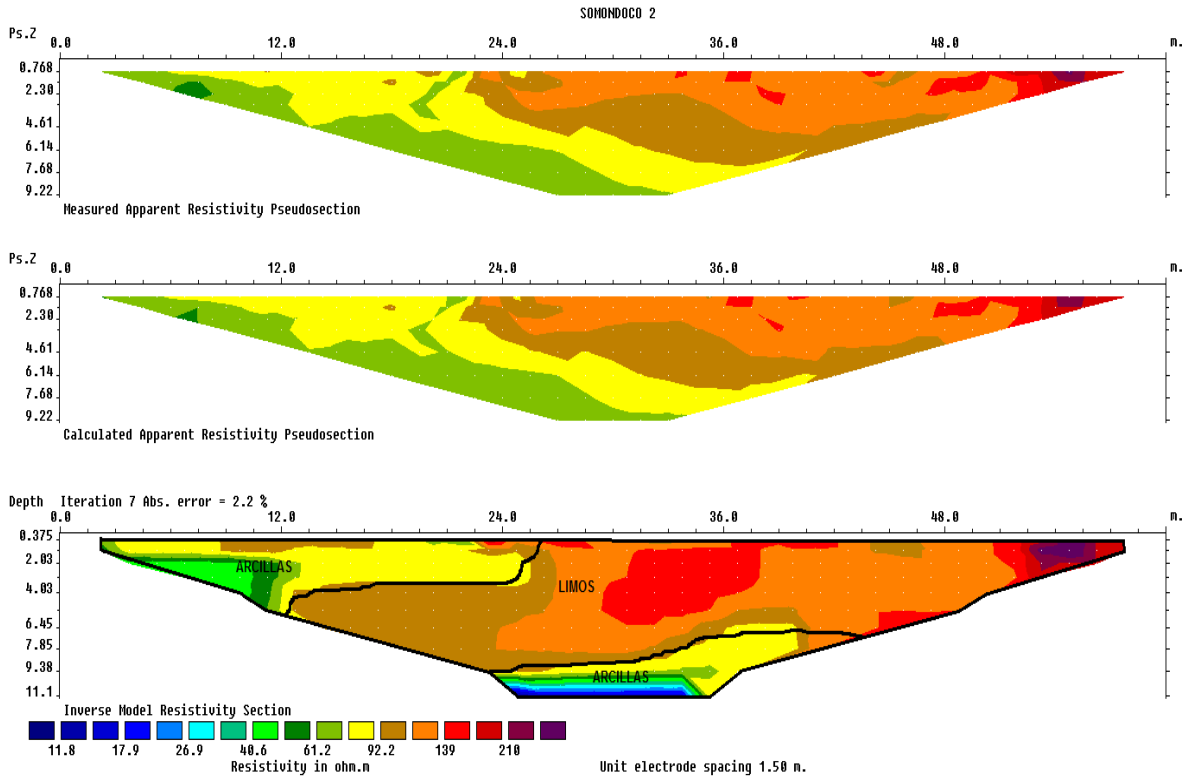 SOMONDOCO 2
Ps.Z 0.0 12.0 24.0 36.0 48.0 m.
0.768
2.30
4.61
6.14
7.68
9.22
Measured Apparent Resistivity Pseudosection
Ps.Z 0.0 12.0 24.0 36.0 48.0 m.
0.768
2.30
4.61
6.14
7.68
9.22
Calculated Apparent Resistivity Pseudosection
Depth Iteration 7 Abs. error = 2.2 %
0.0 12.0 24.0 36.0 48.0 m.
0.375
2.03
ARCILLAS
LIMOS
4.03
6.45
7.85
9.38
ARCILLAS
11.1
Inverse Model Resistivity Section
11.8 17.9 26.9 40.6 61.2 92.2 139 210
Resistivity in ohm.m
Unit electrode spacing 1.50 m.